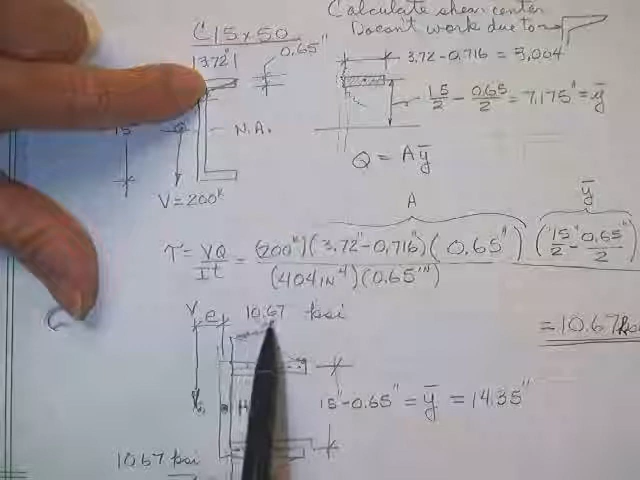 Calculate shear center
Doesn't work due to
C15x50
3.72" 0.65" 3.72-0.716 = 3,004
15/2 - 0.65/2 = 7.175" = ȳ
15" N.A.
Q = Aȳ
V = 200ᴷ
A ȳ
τ = VQ/It = (200ᴷ)(3.72"-0.716")(0.65")(15"/2 - 0.65"/2)/(404 IN⁴)(0.65"ᴵᴺ)
= 10.67 ksi
V e 10.67 ksi
H 15"-0.65" = ȳ = 14.35"
10.67 ksi